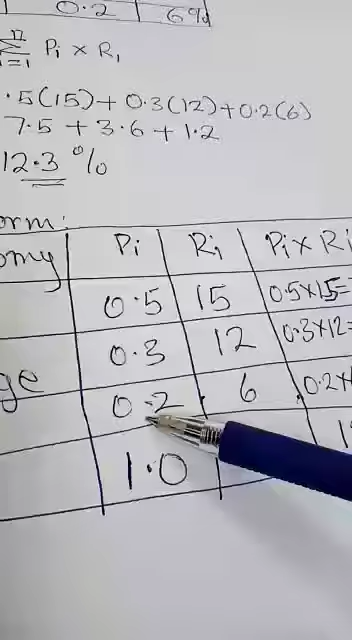 0.2 6%
n
∑ Pi × Ri
i=1
.5(15) + 0.3(12) + 0.2(6)
7.5 + 3.6 + 1.2
12.3 %
orm:
omy Pi Ri Pi × Ri
0.5 15 0.5×15=
0.3 12 0.3×12=
ge 0.2 6 0.2×
1.0 1